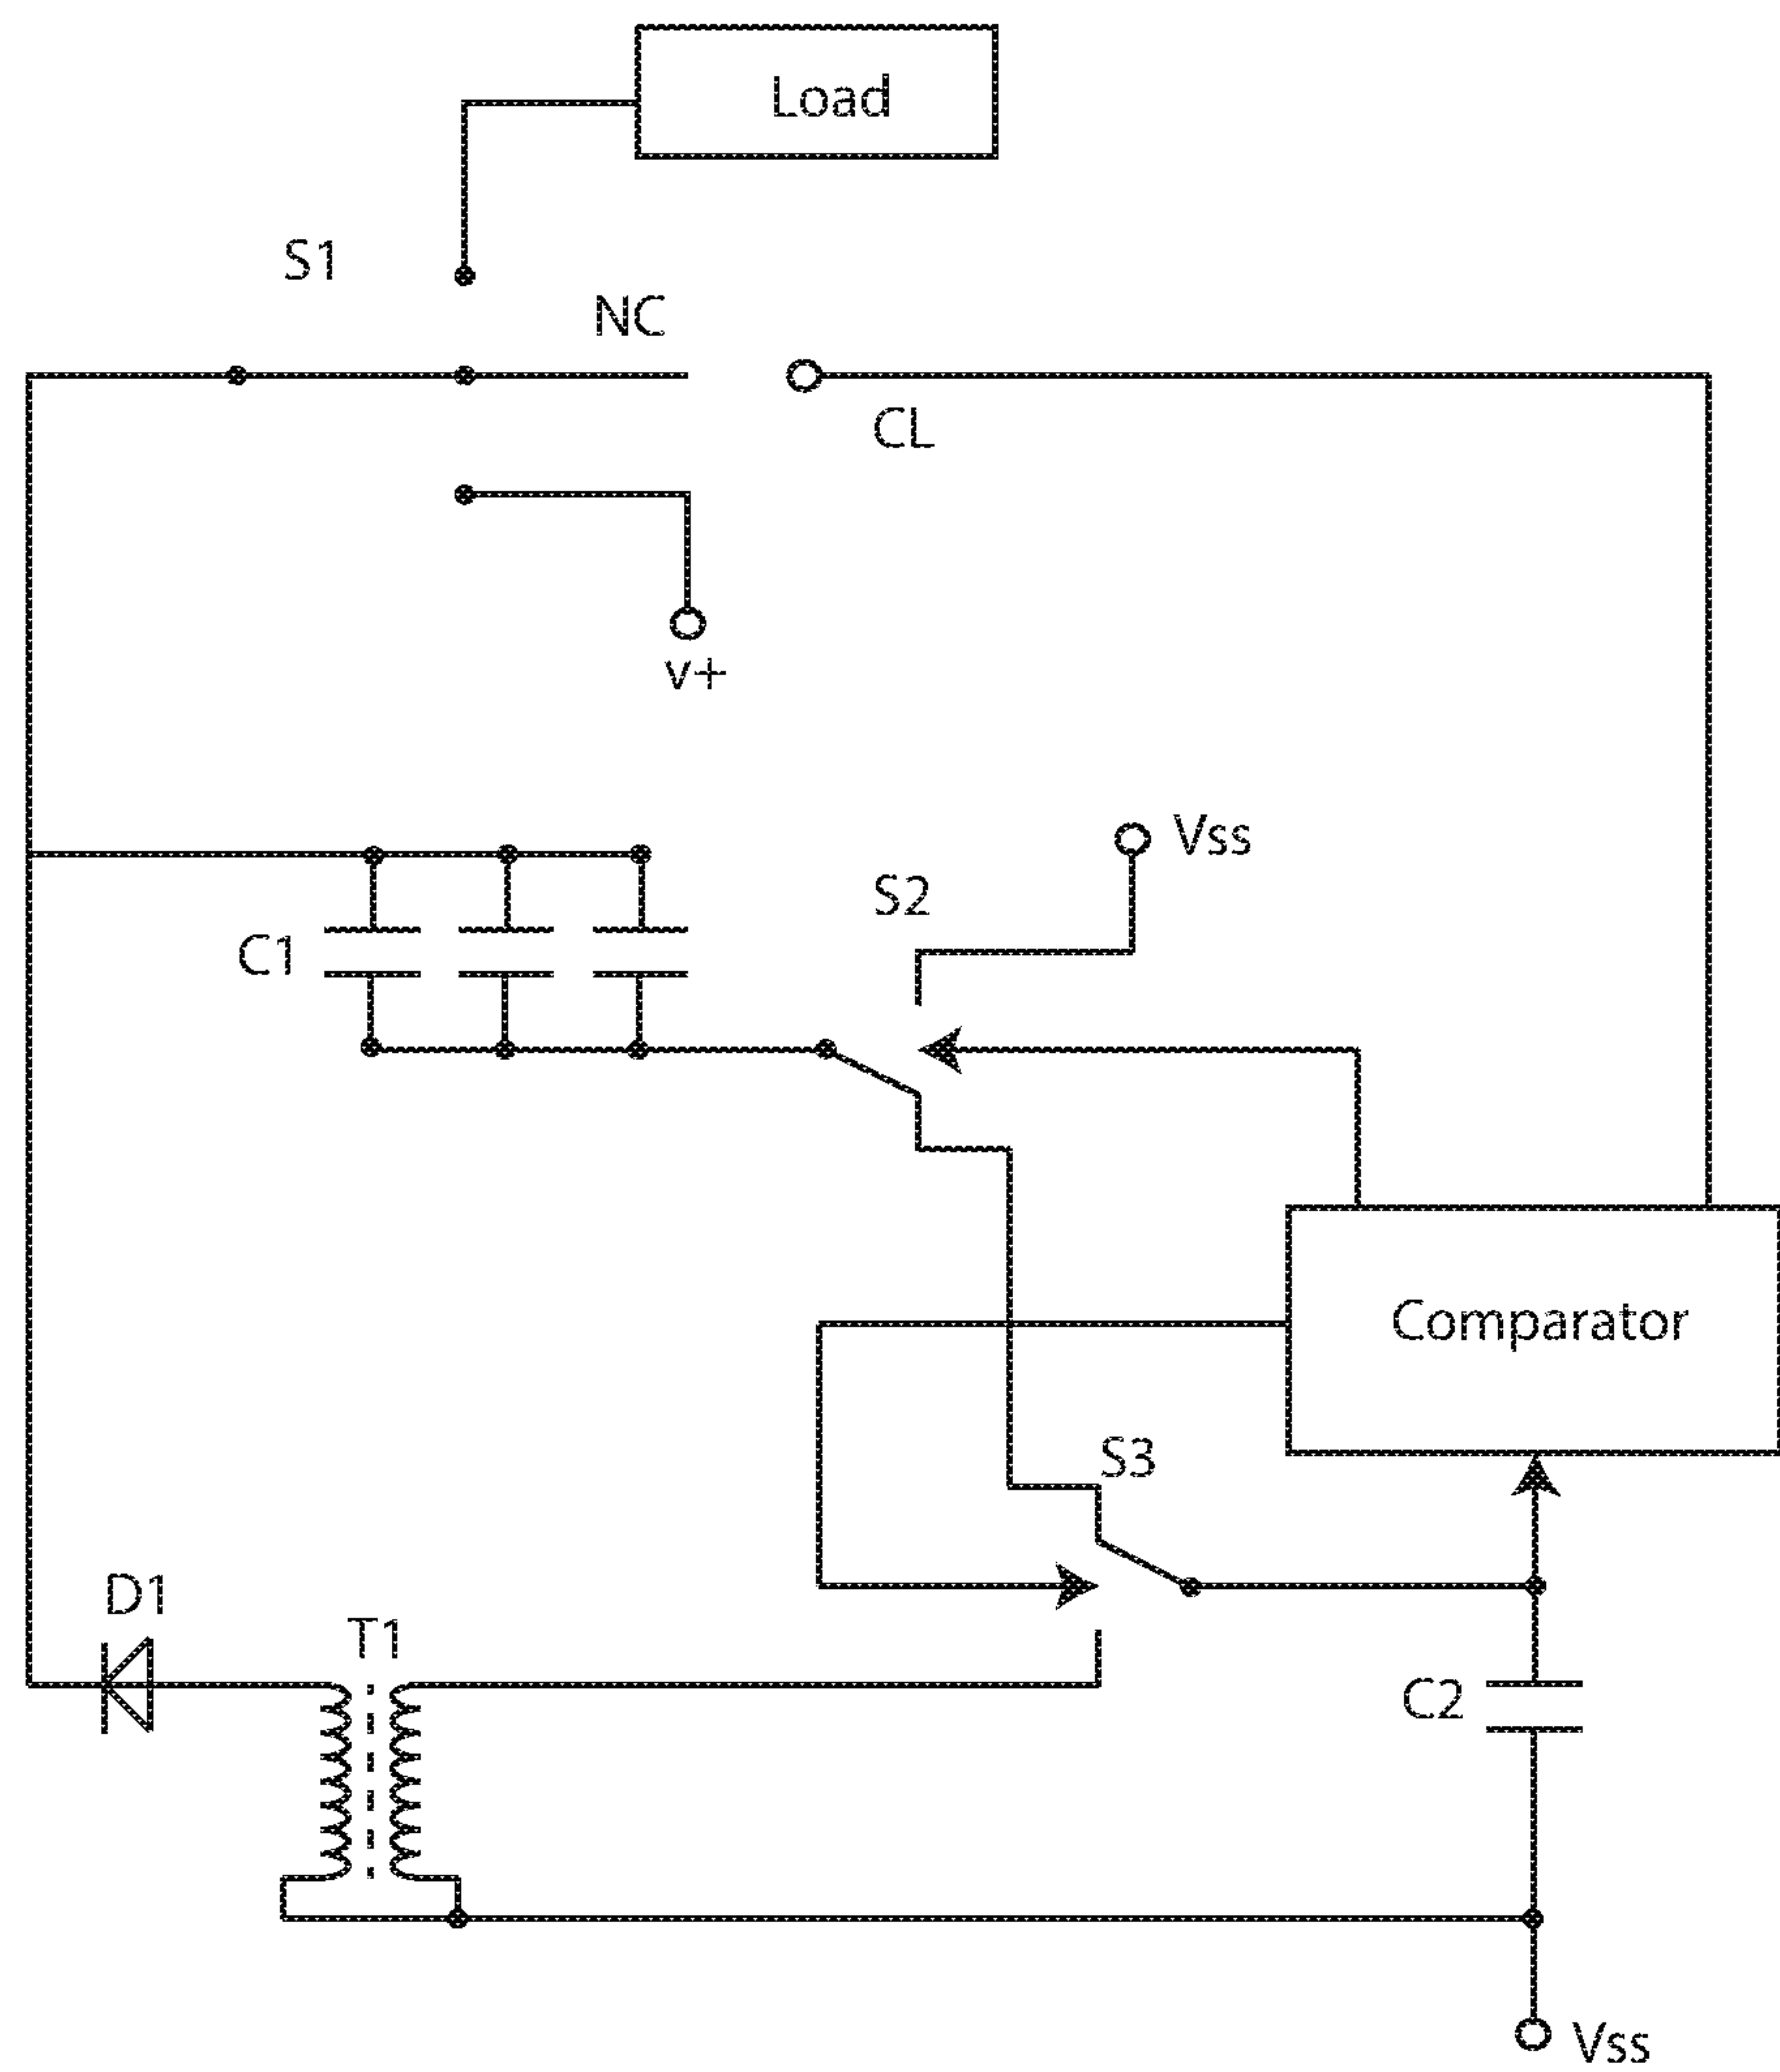 Load
S1
NC
CL
v+
Vss
S2
C1
Comparator
S3
D1
T1
C2
Vss